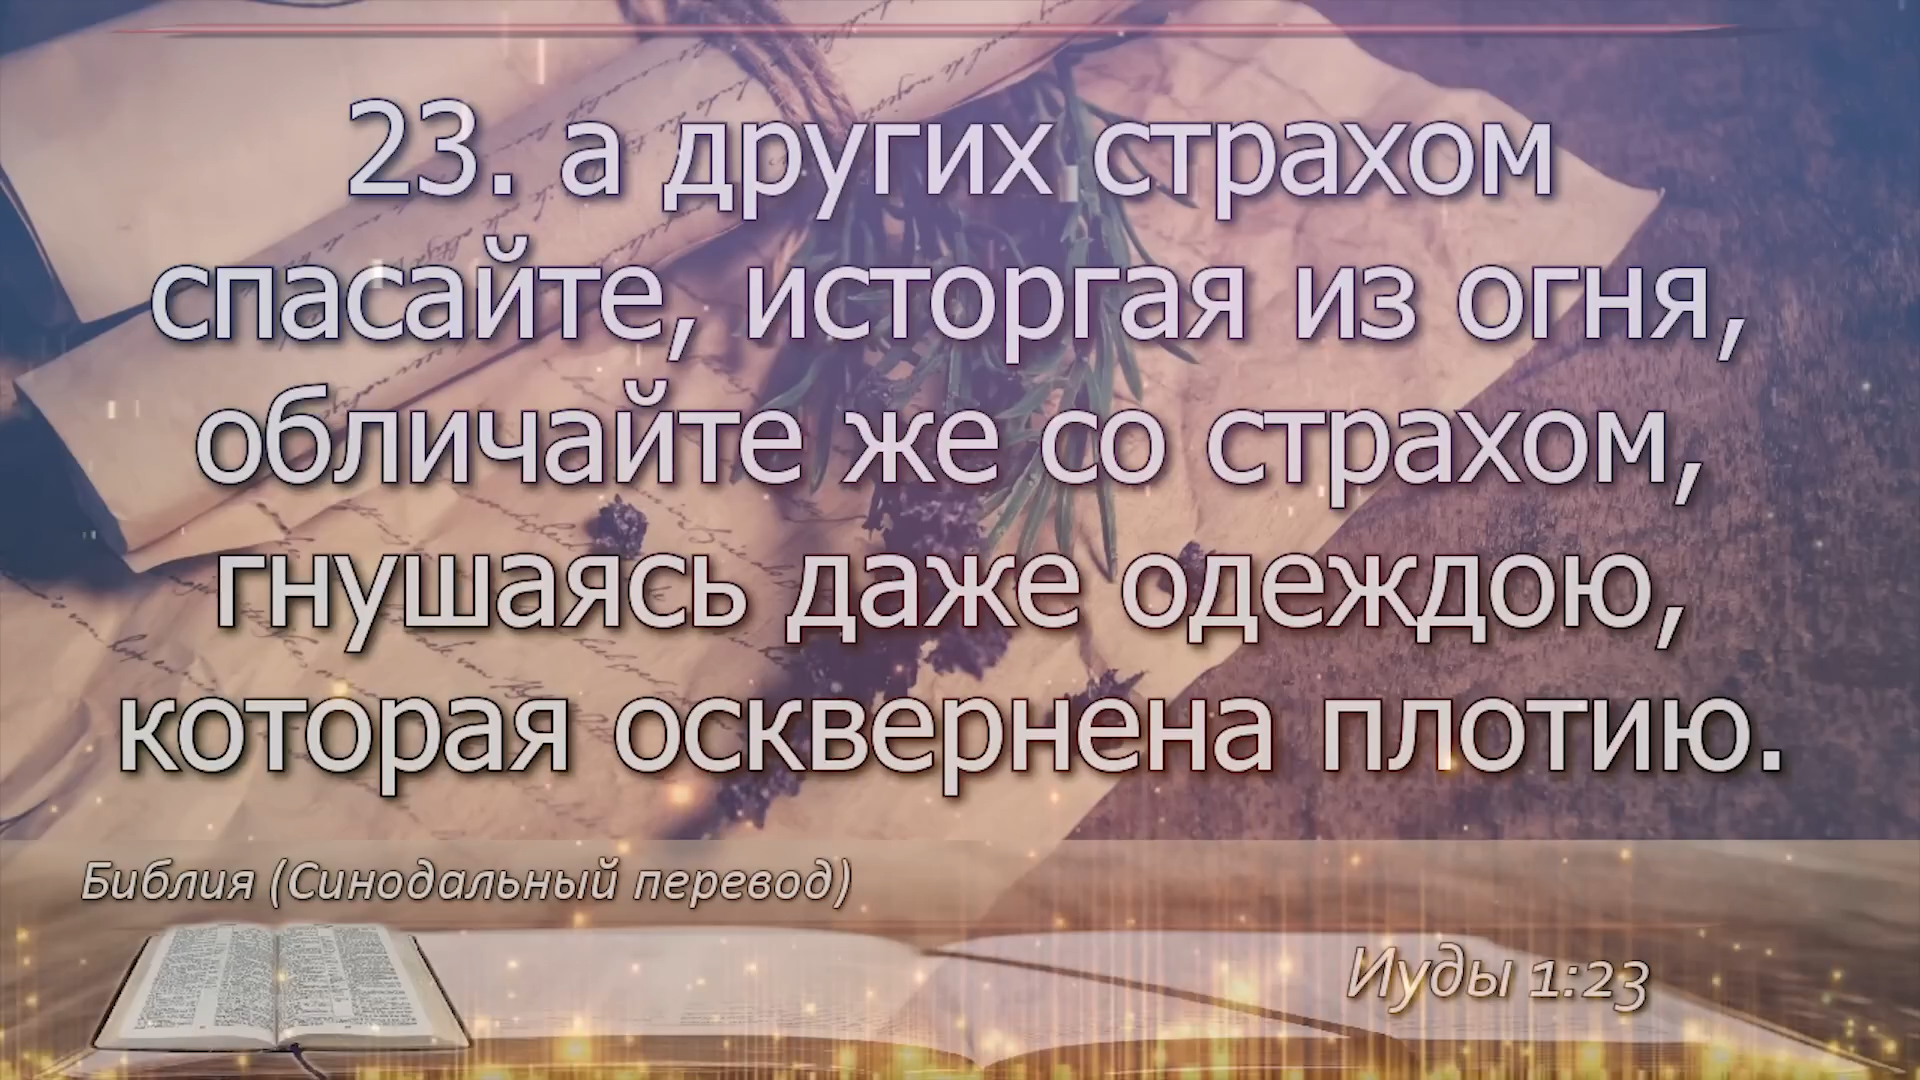 23. а других страхом
спасайте, исторгая из огня,
обличайте же со страхом,
гнушаясь даже одеждою,
которая осквернена плотию.
Библия (Синодальный перевод)
Иуды 1:23